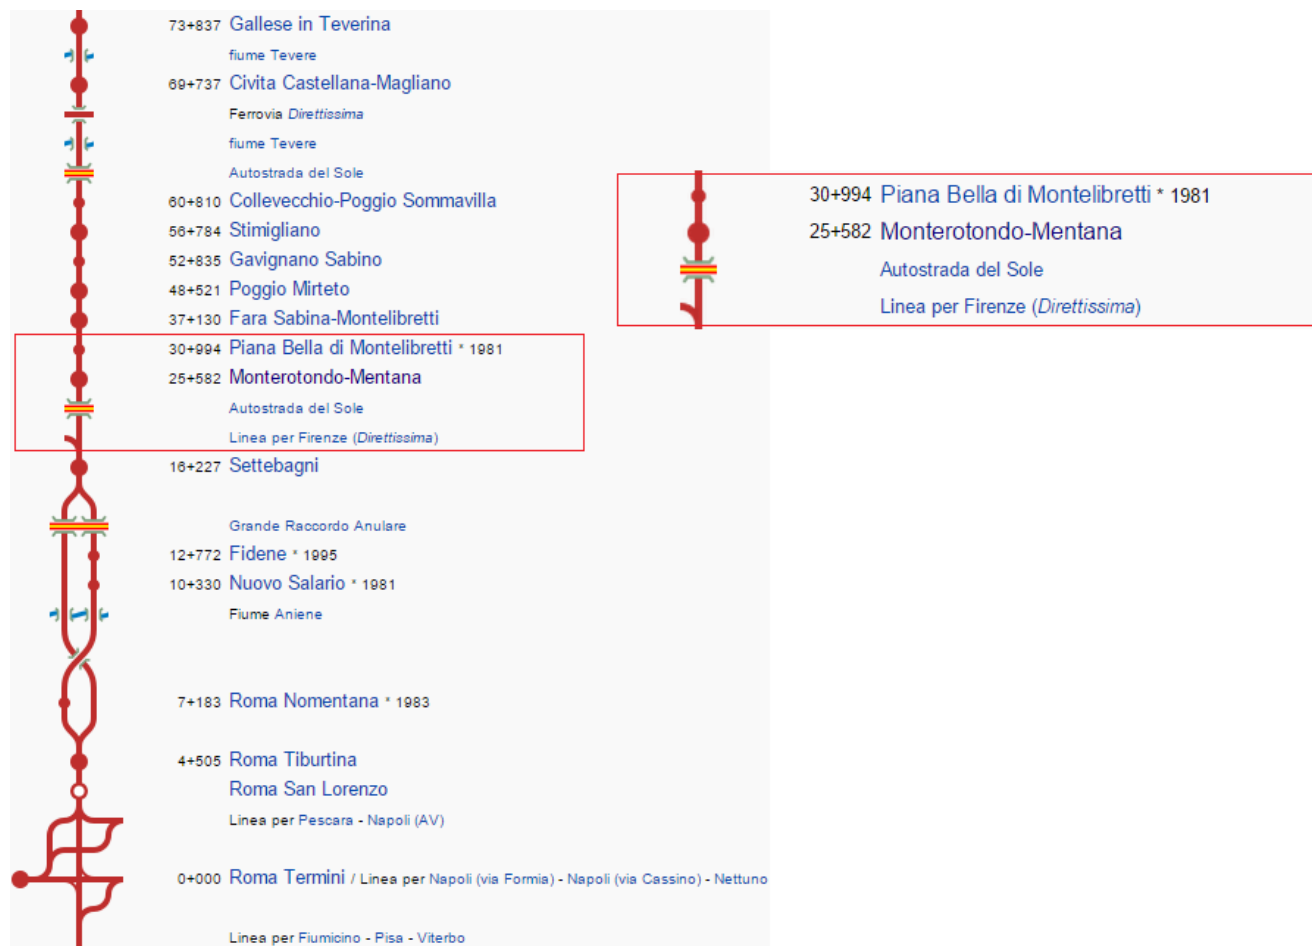 73+837 Gallese in Teverina
fiume Tevere
69+737 Civita Castellana-Magliano
Ferrovia Direttissima
fiume Tevere
Autostrada del Sole
60+810 Collevecchio-Poggio Sommavilla
56+784 Stimigliano
52+835 Gavignano Sabino
48+521 Poggio Mirteto
37+130 Fara Sabina-Montelibretti
30+994 Piana Bella di Montelibretti * 1981
25+582 Monterotondo-Mentana
Autostrada del Sole
Linea per Firenze (Direttissima)
16+227 Settebagni
Grande Raccordo Anulare
12+772 Fidene * 1995
10+330 Nuovo Salario * 1981
Fiume Aniene
7+183 Roma Nomentana * 1983
4+505 Roma Tiburtina
Roma San Lorenzo
Linea per Pescara - Napoli (AV)
0+000 Roma Termini / Linea per Napoli (via Formia) - Napoli (via Cassino) - Nettuno
Linea per Fiumicino - Pisa - Viterbo
30+994 Piana Bella di Montelibretti * 1981
25+582 Monterotondo-Mentana
Autostrada del Sole
Linea per Firenze (Direttissima)